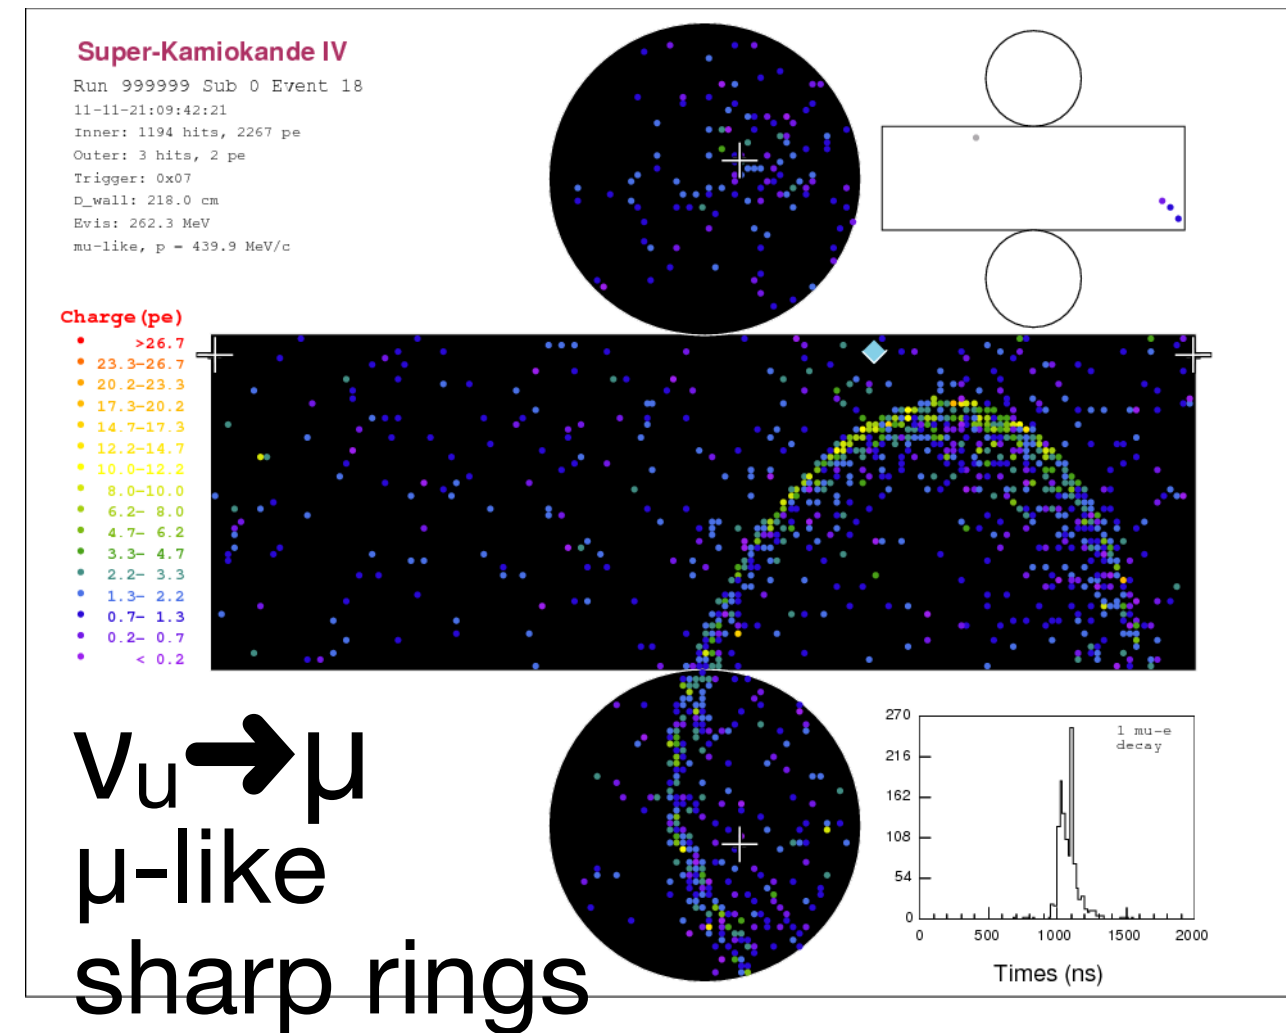 Super-Kamiokande IV
Run 999999 Sub 0 Event 18
11-11-21:09:42:21
Inner: 1194 hits, 2267 pe
Outer: 3 hits, 2 pe
Trigger: 0x07
D_wall: 218.0 cm
Evis: 262.3 MeV
mu-like, p = 439.9 MeV/c
Charge(pe)
>26.7
23.3-26.7
20.2-23.3
17.3-20.2
14.7-17.3
12.2-14.7
10.0-12.2
8.0-10.0
6.2- 8.0
4.7- 6.2
3.3- 4.7
2.2- 3.3
1.3- 2.2
0.7- 1.3
0.2- 0.7
< 0.2
νu➔μ
μ-like
sharp rings
1 mu-e
decay
270
216
162
108
54
0
0 500 1000 1500 2000
Times (ns)